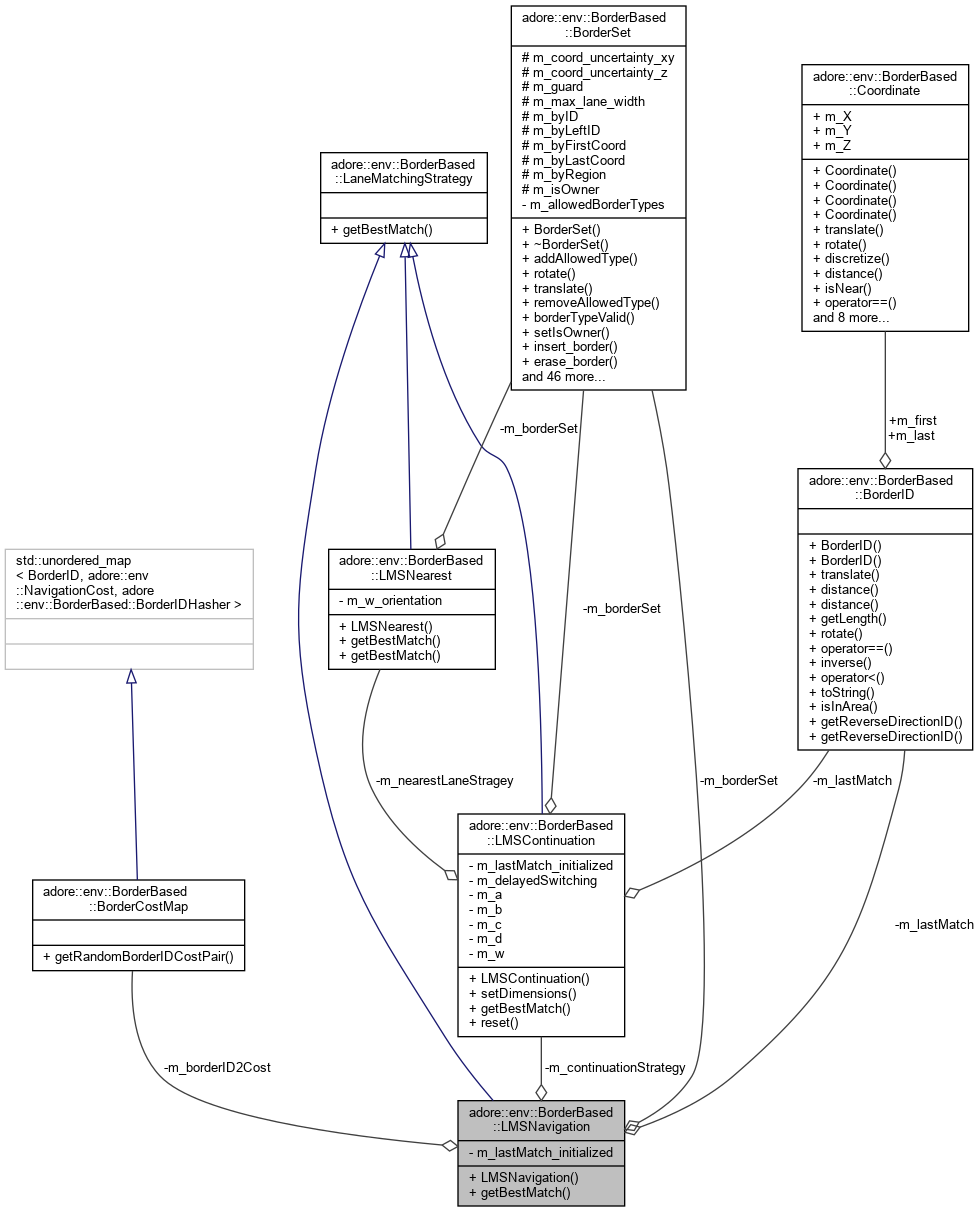 adore::env::BorderBased
::BorderSet
# m_coord_uncertainty_xy
# m_coord_uncertainty_z
# m_guard
# m_max_lane_width
# m_byID
# m_byLeftID
# m_byFirstCoord
# m_byLastCoord
# m_byRegion
# m_isOwner
- m_allowedBorderTypes
+ BorderSet()
+ ~BorderSet()
+ addAllowedType()
+ rotate()
+ translate()
+ removeAllowedType()
+ borderTypeValid()
+ setIsOwner()
+ insert_border()
+ erase_border()
and 46 more...
adore::env::BorderBased
::Coordinate
+ m_X
+ m_Y
+ m_Z
+ Coordinate()
+ Coordinate()
+ Coordinate()
+ Coordinate()
+ translate()
+ rotate()
+ discretize()
+ distance()
+ isNear()
+ operator==()
and 8 more...
adore::env::BorderBased
::LaneMatchingStrategy
+ getBestMatch()
-m_borderSet
+m_first
+m_last
adore::env::BorderBased
::BorderID
+ BorderID()
+ BorderID()
+ translate()
+ distance()
+ distance()
+ getLength()
+ rotate()
+ operator==()
+ inverse()
+ operator<()
+ toString()
+ isInArea()
+ getReverseDirectionID()
+ getReverseDirectionID()
std::unordered_map
< BorderID, adore::env
::NavigationCost, adore
::env::BorderBased::BorderIDHasher >
adore::env::BorderBased
::LMSNearest
- m_w_orientation
+ LMSNearest()
+ getBestMatch()
+ getBestMatch()
-m_borderSet
-m_nearestLaneStragey
-m_borderSet
-m_lastMatch
adore::env::BorderBased
::LMSContinuation
- m_lastMatch_initialized
- m_delayedSwitching
- m_a
- m_b
- m_c
- m_d
- m_w
+ LMSContinuation()
+ setDimensions()
+ getBestMatch()
+ reset()
adore::env::BorderBased
::BorderCostMap
+ getRandomBorderIDCostPair()
-m_lastMatch
-m_borderID2Cost
-m_continuationStrategy
adore::env::BorderBased
::LMSNavigation
- m_lastMatch_initialized
+ LMSNavigation()
+ getBestMatch()